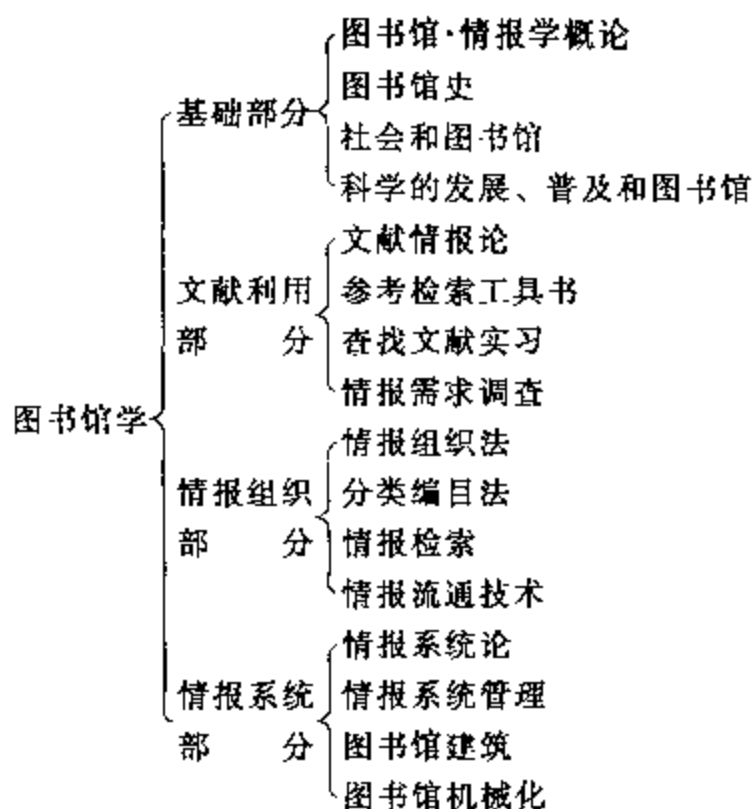 图书馆学
基础部分
图书馆·情报学概论
图书馆史
社会和图书馆
科学的发展、普及和图书馆
文献利用
部 分
文献情报论
参考检索工具书
查找文献实习
情报需求调查
情报组织
部 分
情报组织法
分类编目法
情报检索
情报流通技术
情报系统
部 分
情报系统论
情报系统管理
图书馆建筑
图书馆机械化